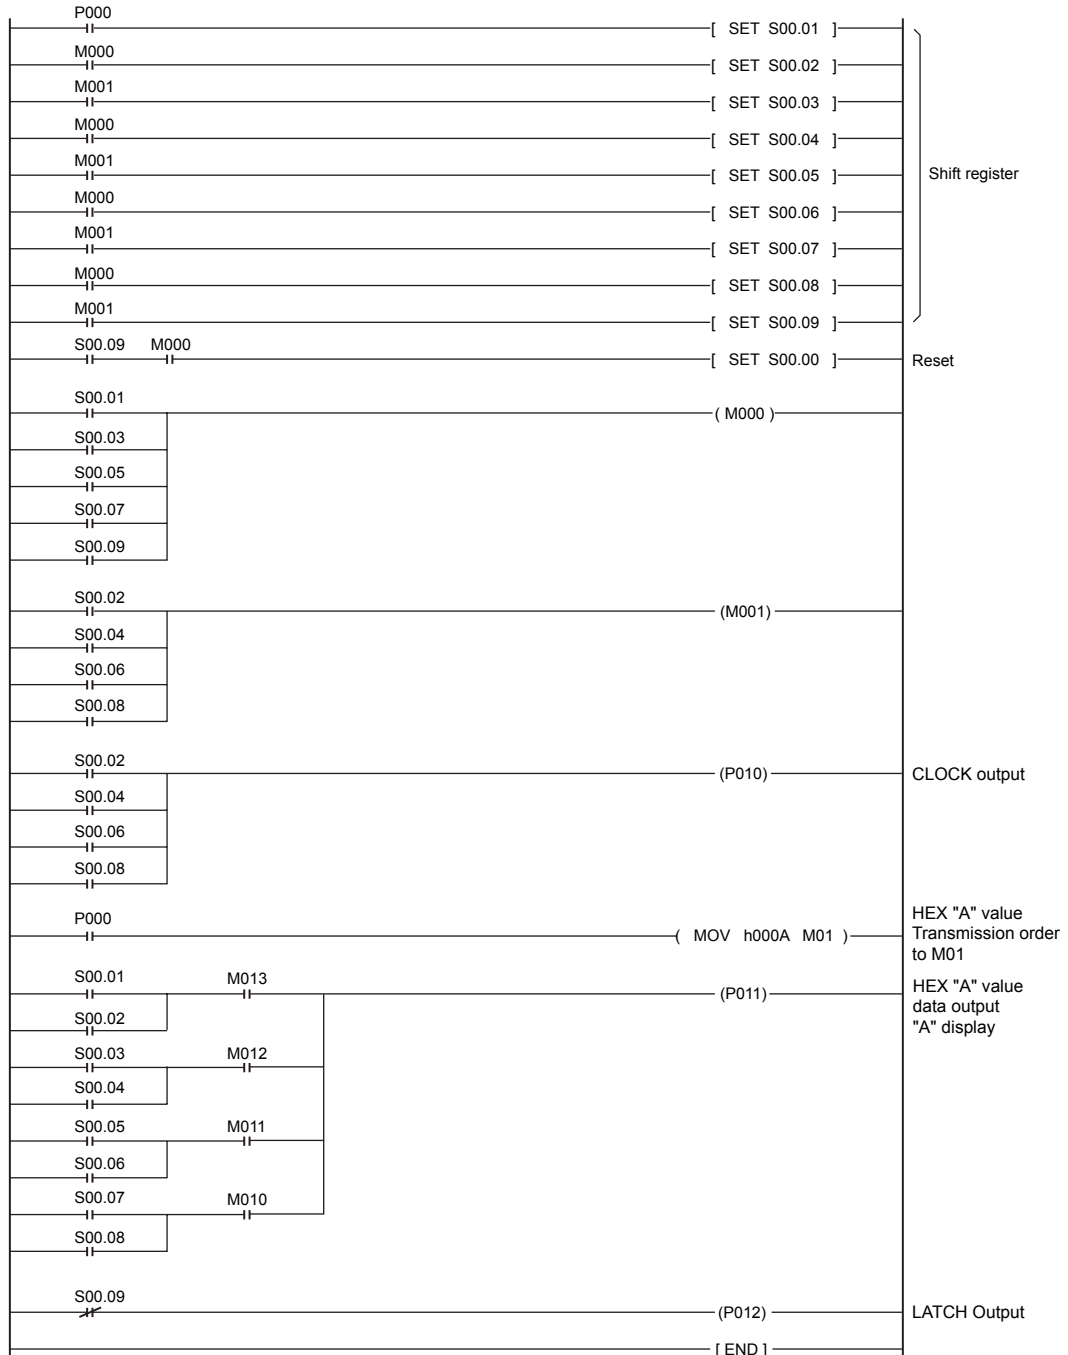 P000
[ SET S00.01 ]
M000
[ SET S00.02 ]
M001
[ SET S00.03 ]
M000
[ SET S00.04 ]
M001
[ SET S00.05 ]
Shift register
M000
[ SET S00.06 ]
M001
[ SET S00.07 ]
M000
[ SET S00.08 ]
M001
[ SET S00.09 ]
S00.09 M000
[ SET S00.00 ]
Reset
S00.01
( M000 )
S00.03
S00.05
S00.07
S00.09
S00.02
(M001)
S00.04
S00.06
S00.08
S00.02
(P010)
CLOCK output
S00.04
S00.06
S00.08
P000
( MOV h000A M01 )
HEX "A" value
Transmission order
to M01
S00.01 M013
(P011)
HEX "A" value
data output
"A" display
S00.02
S00.03 M012
S00.04
S00.05 M011
S00.06
S00.07 M010
S00.08
S00.09
(P012)
LATCH Output
[ END ]